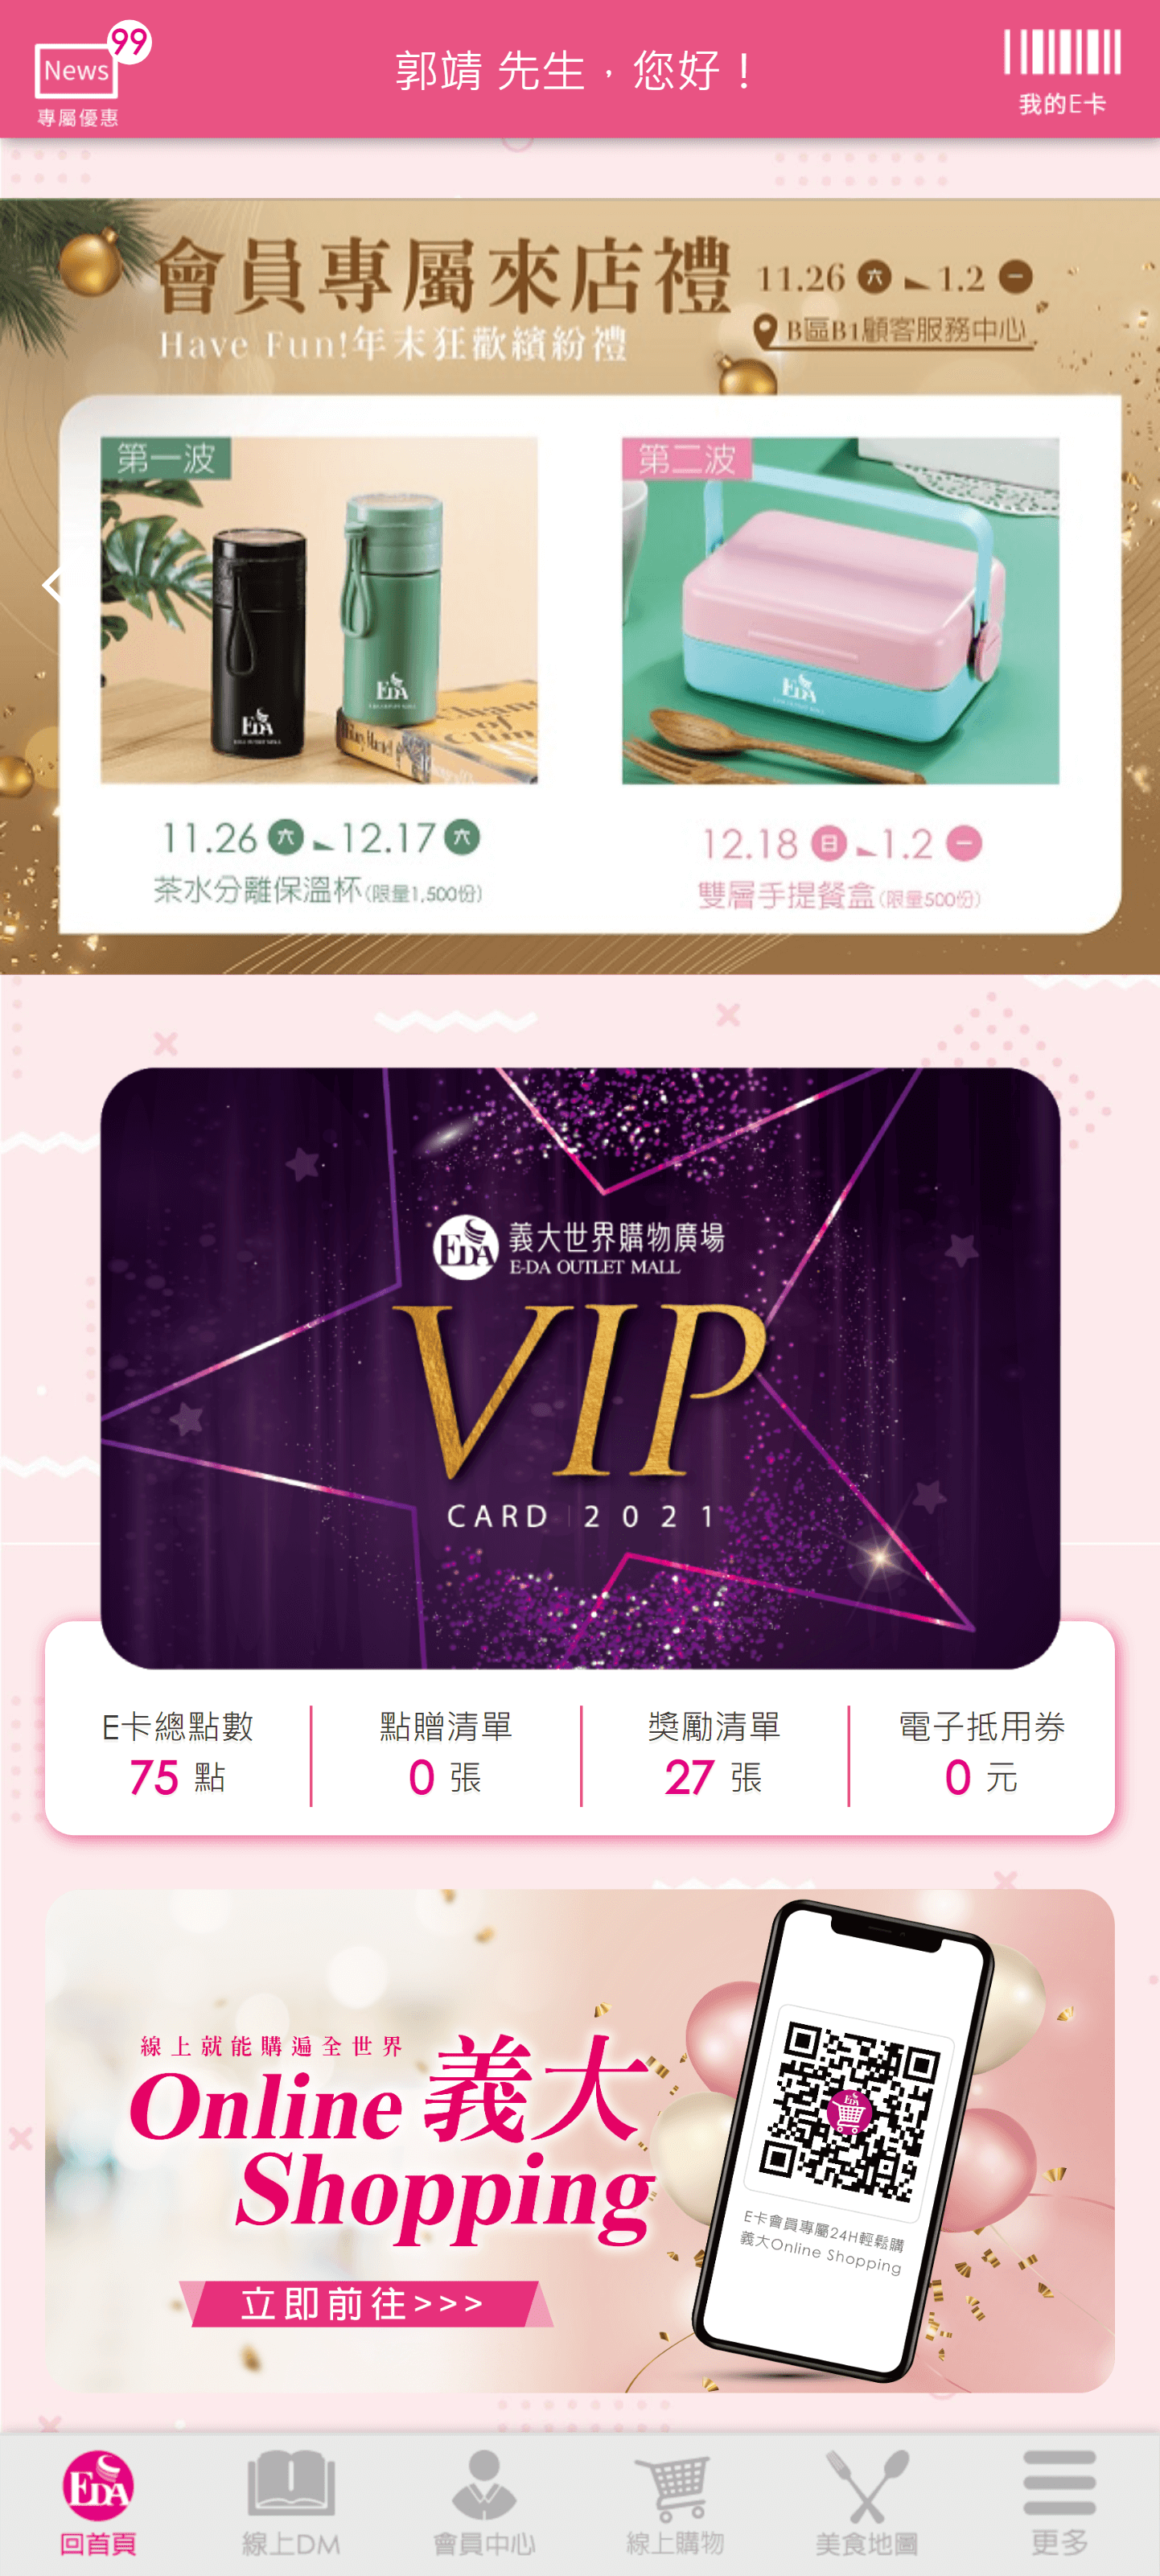 News
99
專屬優惠
郭靖 先生，您好！
我的E卡
會員專屬來店禮
11.26 六 1.2 一
Have Fun!年末狂歡繽紛禮
B區B1顧客服務中心
第一波
第二波
EDA
EDA
11.26 六 12.17 六
茶水分離保溫杯(限量1,500份)
12.18 日 1.2 一
雙層手提餐盒(限量500份)
EDA
義大世界購物廣場
E-DA OUTLET MALL
VIP
CARD | 2021
E卡總點數
75 點
點贈清單
0 張
獎勵清單
27 張
電子抵用券
0 元
線上就能購遍全世界
Online 義大
Shopping
立即前往>>>
E卡會員專屬24H輕鬆購
義大Online Shopping
EDA
回首頁
線上DM
會員中心
線上購物
美食地圖
更多